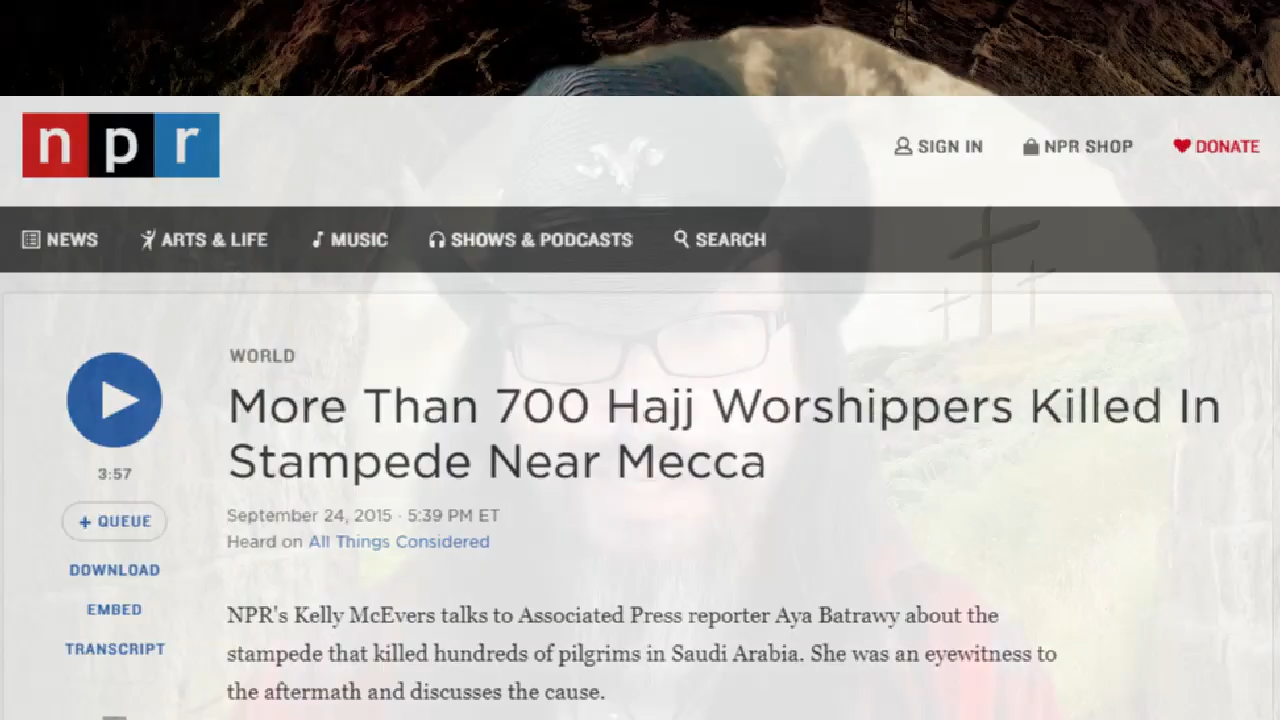 npr
SIGN IN NPR SHOP DONATE
NEWS ARTS & LIFE MUSIC SHOWS & PODCASTS SEARCH
WORLD
More Than 700 Hajj Worshippers Killed In
Stampede Near Mecca
3:57
+ QUEUE
DOWNLOAD
EMBED
TRANSCRIPT
September 24, 2015 · 5:39 PM ET
Heard on All Things Considered
NPR's Kelly McEvers talks to Associated Press reporter Aya Batrawy about the
stampede that killed hundreds of pilgrims in Saudi Arabia. She was an eyewitness to
the aftermath and discusses the cause.